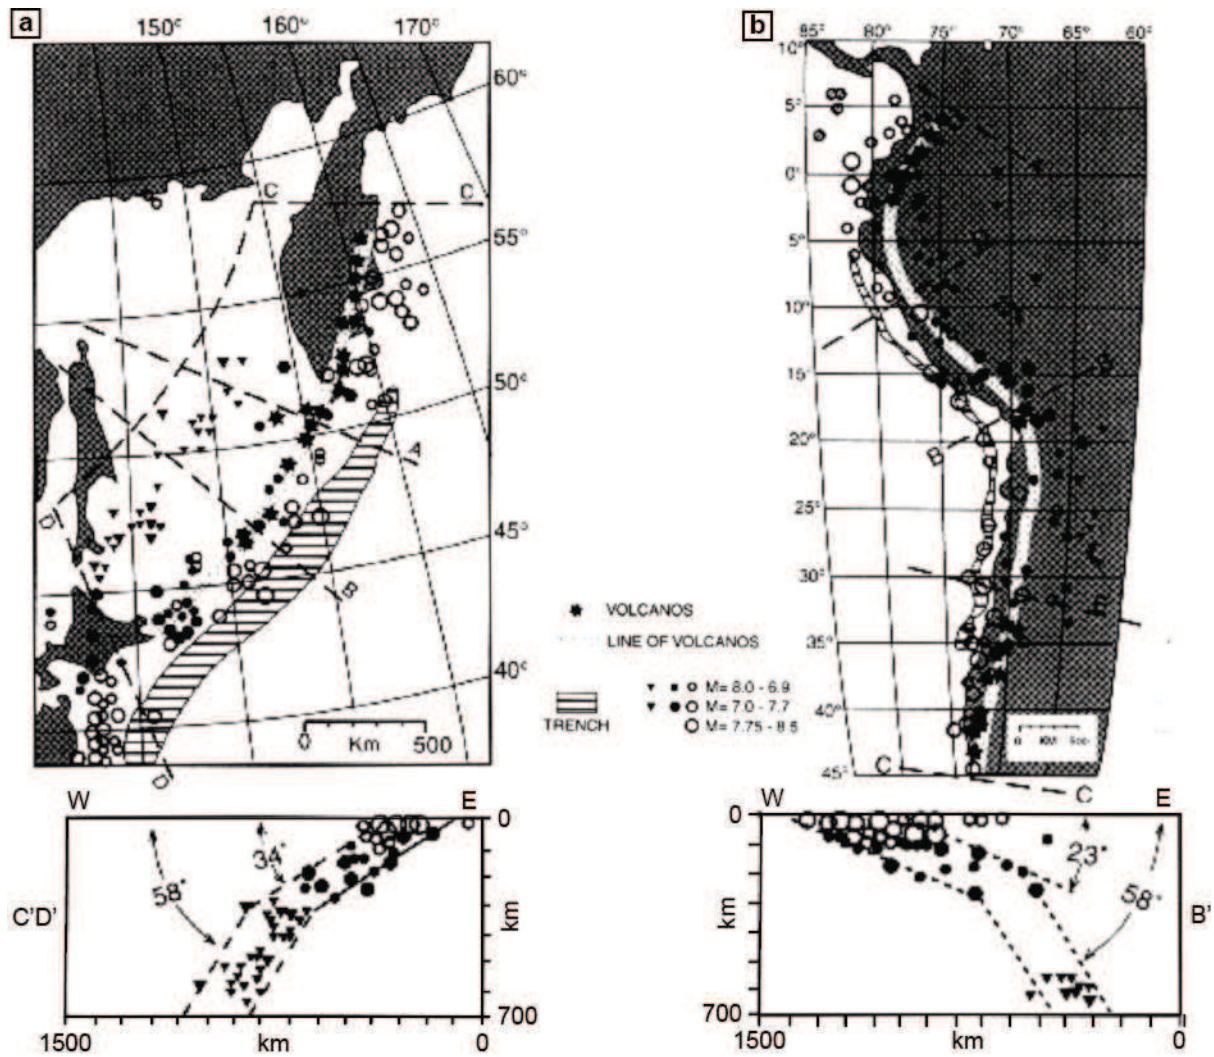 a
150° 160° 170°
60°
55°
50°
45°
40°
C C
A
B
D
D
0 Km 500
b
85° 80° 75° 70° 65° 60°
10°
5°
0°
5°
10°
15°
20°
25°
30°
35°
40°
45°
B
C
C
0 KM 500
VOLCANOS
LINE OF VOLCANOS
TRENCH
M= 8.0 - 6.9
M= 7.0 - 7.7
M= 7.75 - 8.5
W E
0
34°
58°
C'D'
km
700
1500 km 0
W E
0
23°
58°
km
B'
700
1500 km 0